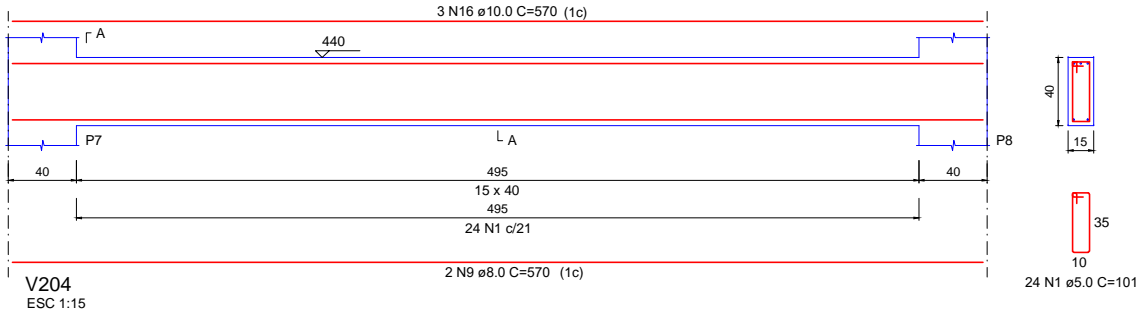 3 N16 ø10.0 C=570 (1c)
A
440
40
15
P7
A
P8
40
495
40
15 x 40
495
24 N1 c/21
35
10
2 N9 ø8.0 C=570 (1c)
24 N1 ø5.0 C=101
V204
ESC 1:15